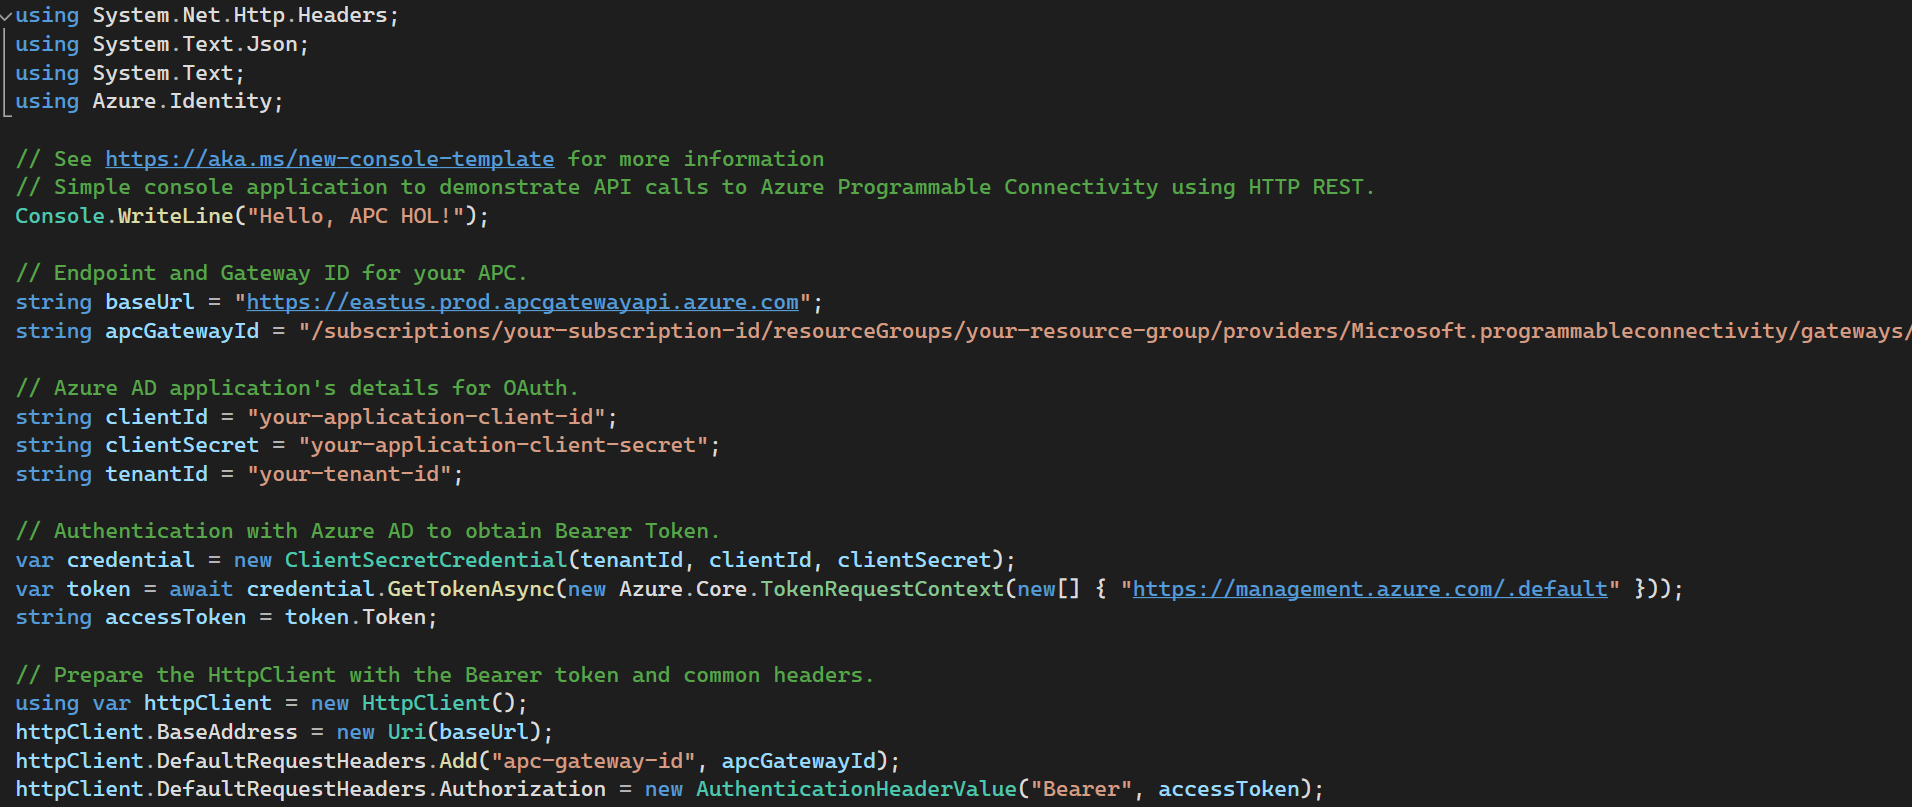 using System.Net.Http.Headers;
using System.Text.Json;
using System.Text;
using Azure.Identity;
// See https://aka.ms/new-console-template for more information
// Simple console application to demonstrate API calls to Azure Programmable Connectivity using HTTP REST.
Console.WriteLine("Hello, APC HOL!");
// Endpoint and Gateway ID for your APC.
string baseUrl = "https://eastus.prod.apcgatewayapi.azure.com";
string apcGatewayId = "/subscriptions/your-subscription-id/resourceGroups/your-resource-group/providers/Microsoft.programmableconnectivity/gateways/
// Azure AD application's details for OAuth.
string clientId = "your-application-client-id";
string clientSecret = "your-application-client-secret";
string tenantId = "your-tenant-id";
// Authentication with Azure AD to obtain Bearer Token.
var credential = new ClientSecretCredential(tenantId, clientId, clientSecret);
var token = await credential.GetTokenAsync(new Azure.Core.TokenRequestContext(new[] { "https://management.azure.com/.default" }));
string accessToken = token.Token;
// Prepare the HttpClient with the Bearer token and common headers.
using var httpClient = new HttpClient();
httpClient.BaseAddress = new Uri(baseUrl);
httpClient.DefaultRequestHeaders.Add("apc-gateway-id", apcGatewayId);
httpClient.DefaultRequestHeaders.Authorization = new AuthenticationHeaderValue("Bearer", accessToken);